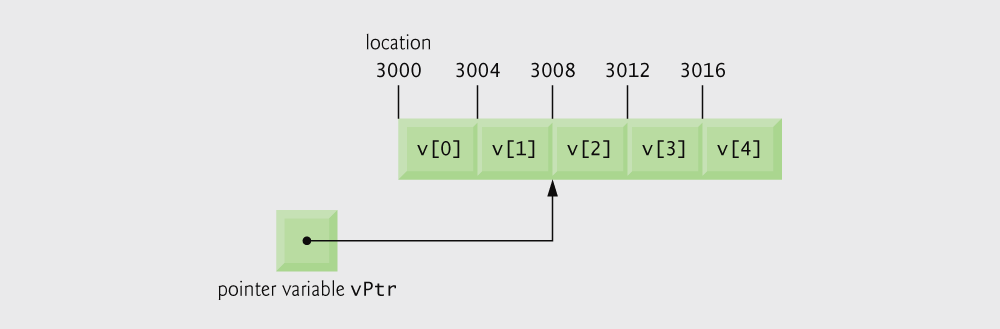 location
3000 3004 3008 3012 3016
v[0] v[1] v[2] v[3] v[4]
pointer variable vPtr